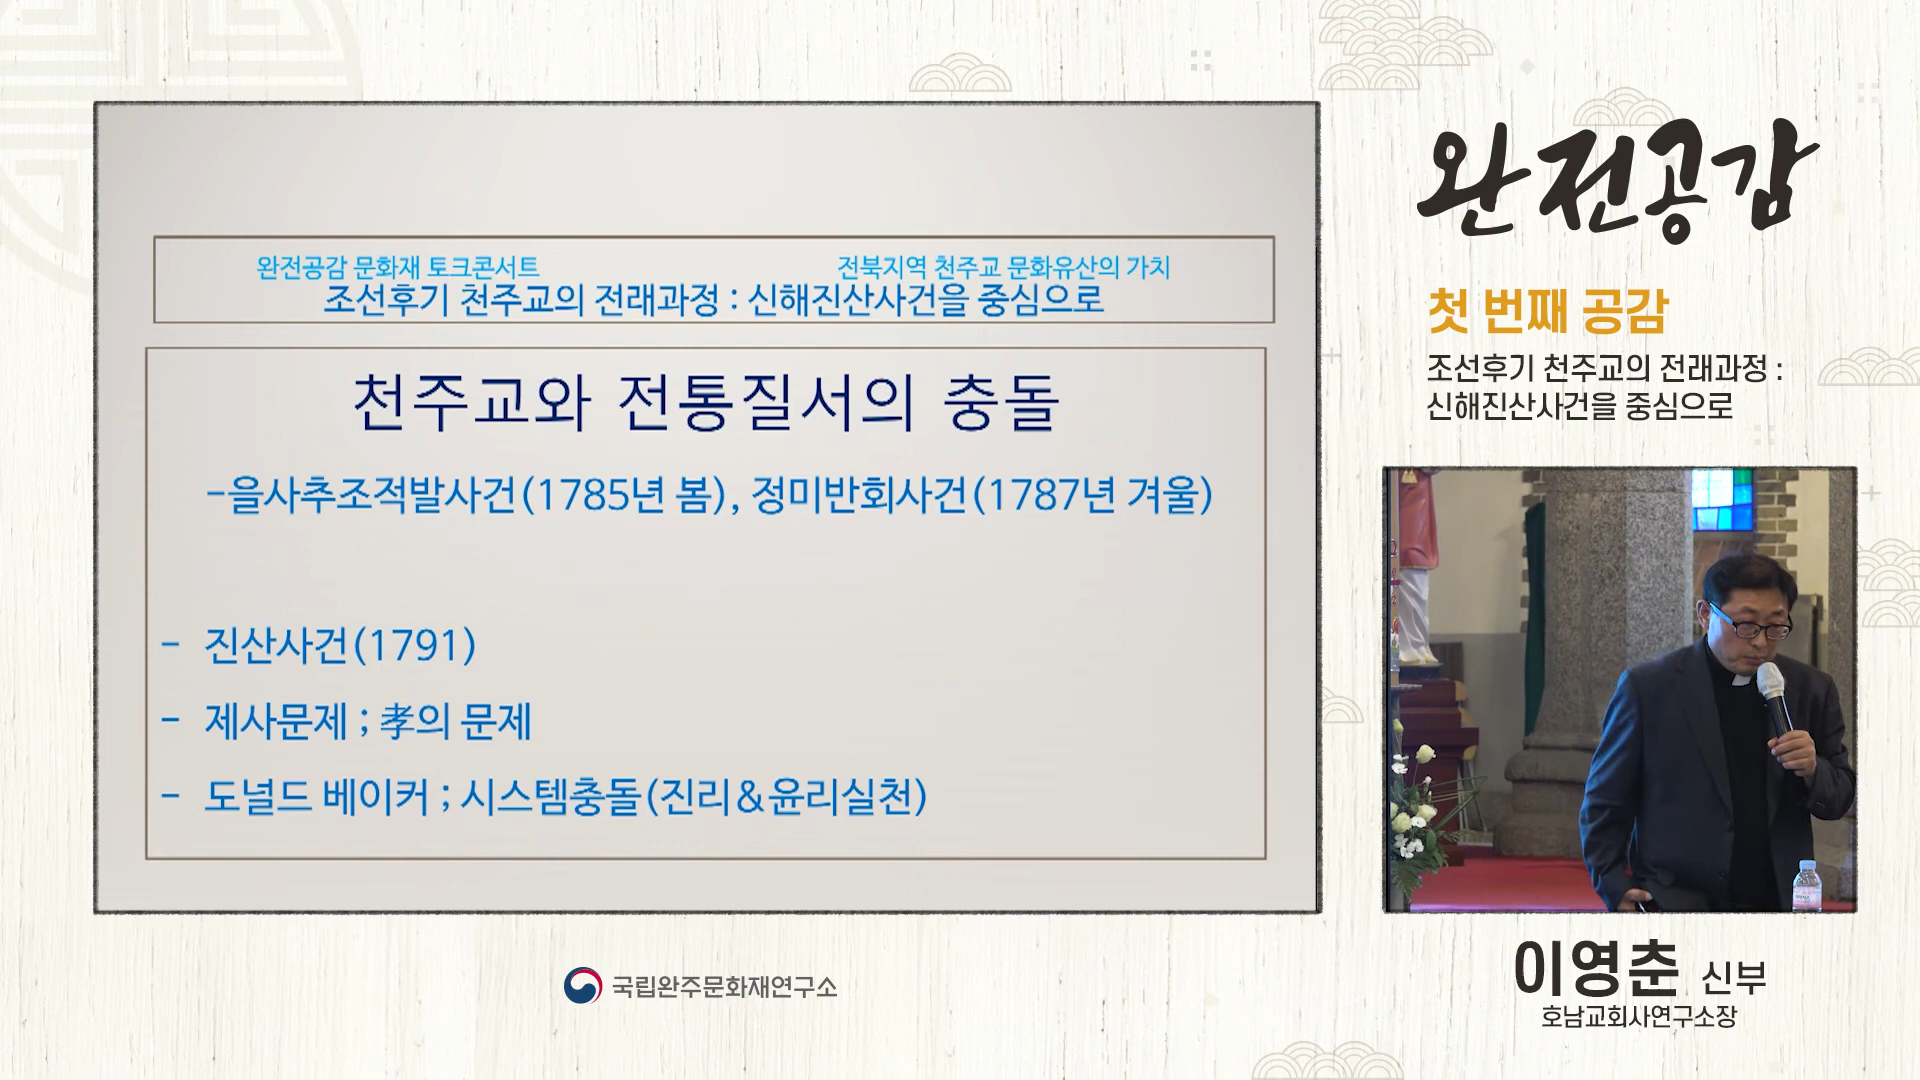 완전공감 문화재 토크콘서트 전북지역 천주교 문화유산의 가치
조선후기 천주교의 전래과정 : 신해진산사건을 중심으로
천주교와 전통질서의 충돌
-을사추조적발사건(1785년 봄), 정미반회사건(1787년 겨울)
- 진산사건(1791)
- 제사문제 ; 孝의 문제
- 도널드 베이커 ; 시스템충돌(진리&윤리실천)
완전공감
첫 번째 공감
조선후기 천주교의 전래과정 :
신해진산사건을 중심으로
이영춘 신부
호남교회사연구소장
국립완주문화재연구소